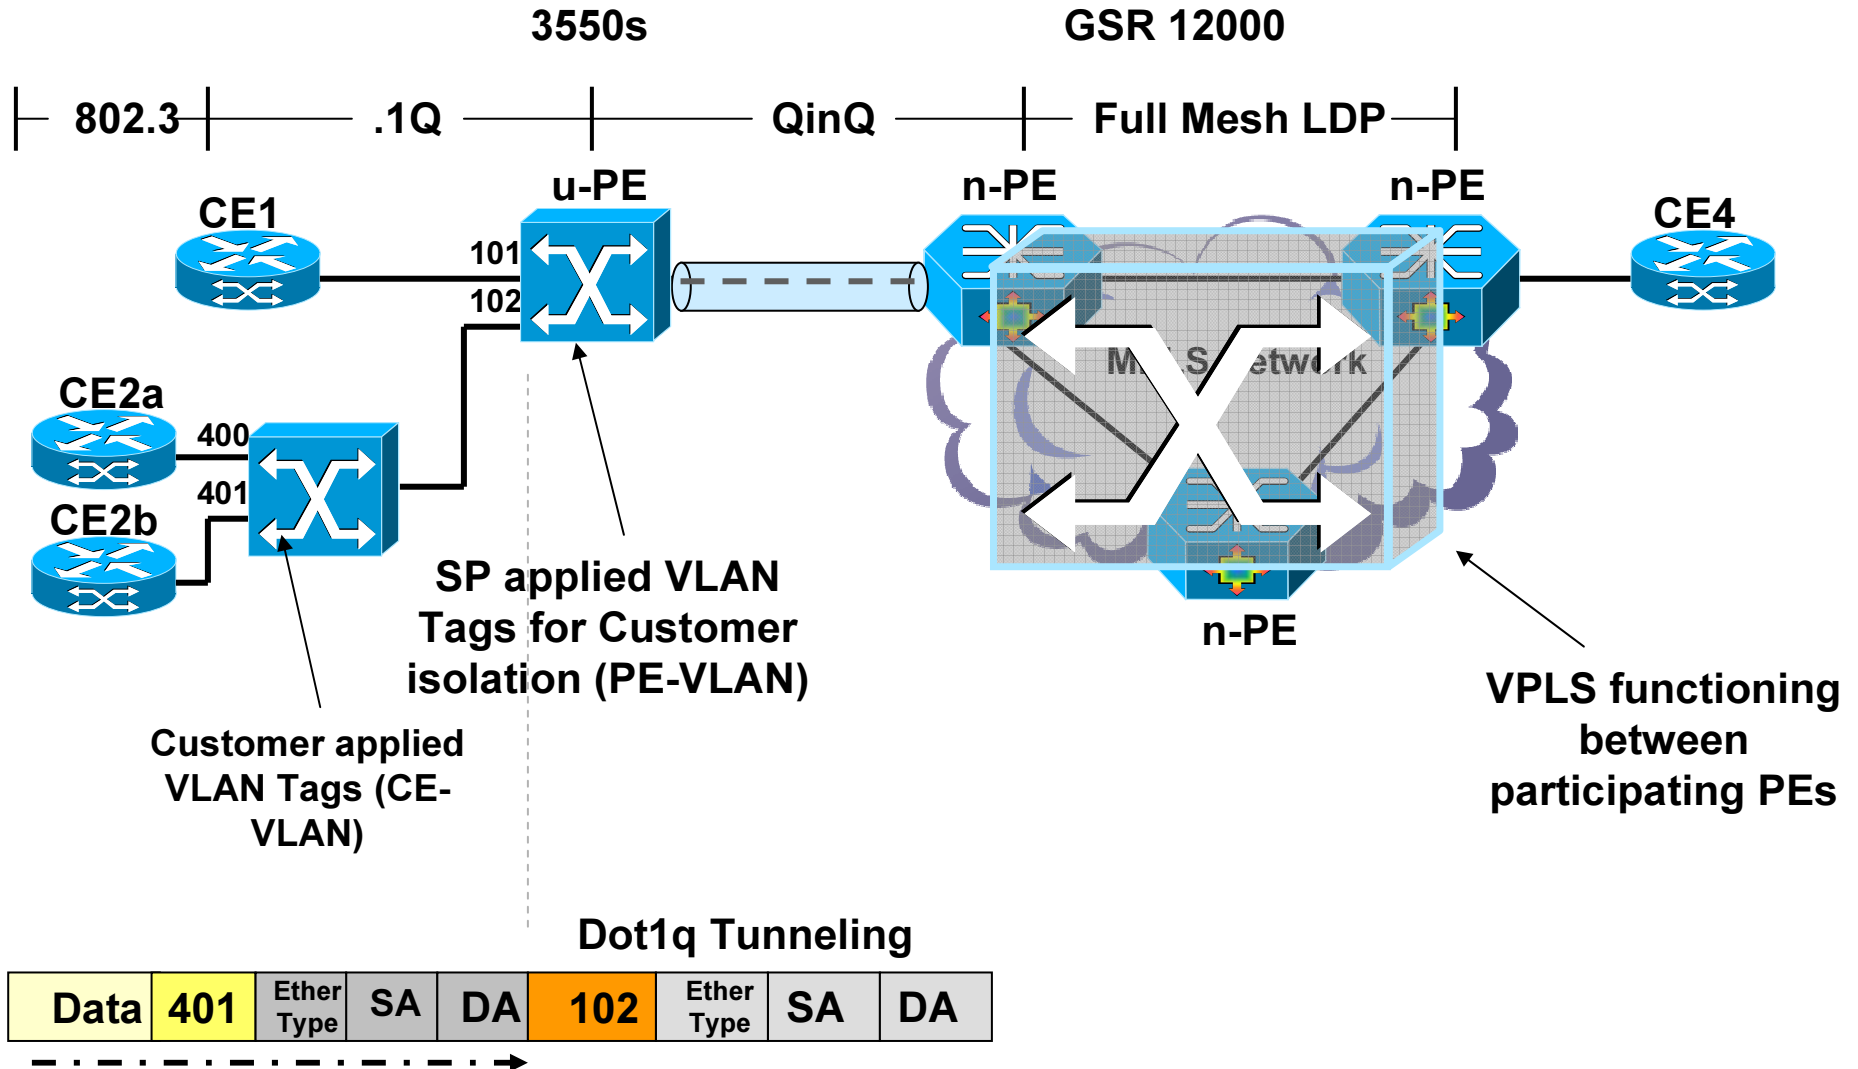 3550s
GSR 12000
802.3
.1Q
QinQ
Full Mesh LDP
u-PE
n-PE
n-PE
CE1
CE4
101
102
CE2a
400
401
CE2b
MPLS Network
n-PE
SP applied VLAN
Tags for Customer
isolation (PE-VLAN)
Customer applied
VLAN Tags (CE-
VLAN)
VPLS functioning
between
participating PEs
Dot1q Tunneling
Data
401
Ether
Type
SA
DA
102
Ether
Type
SA
DA